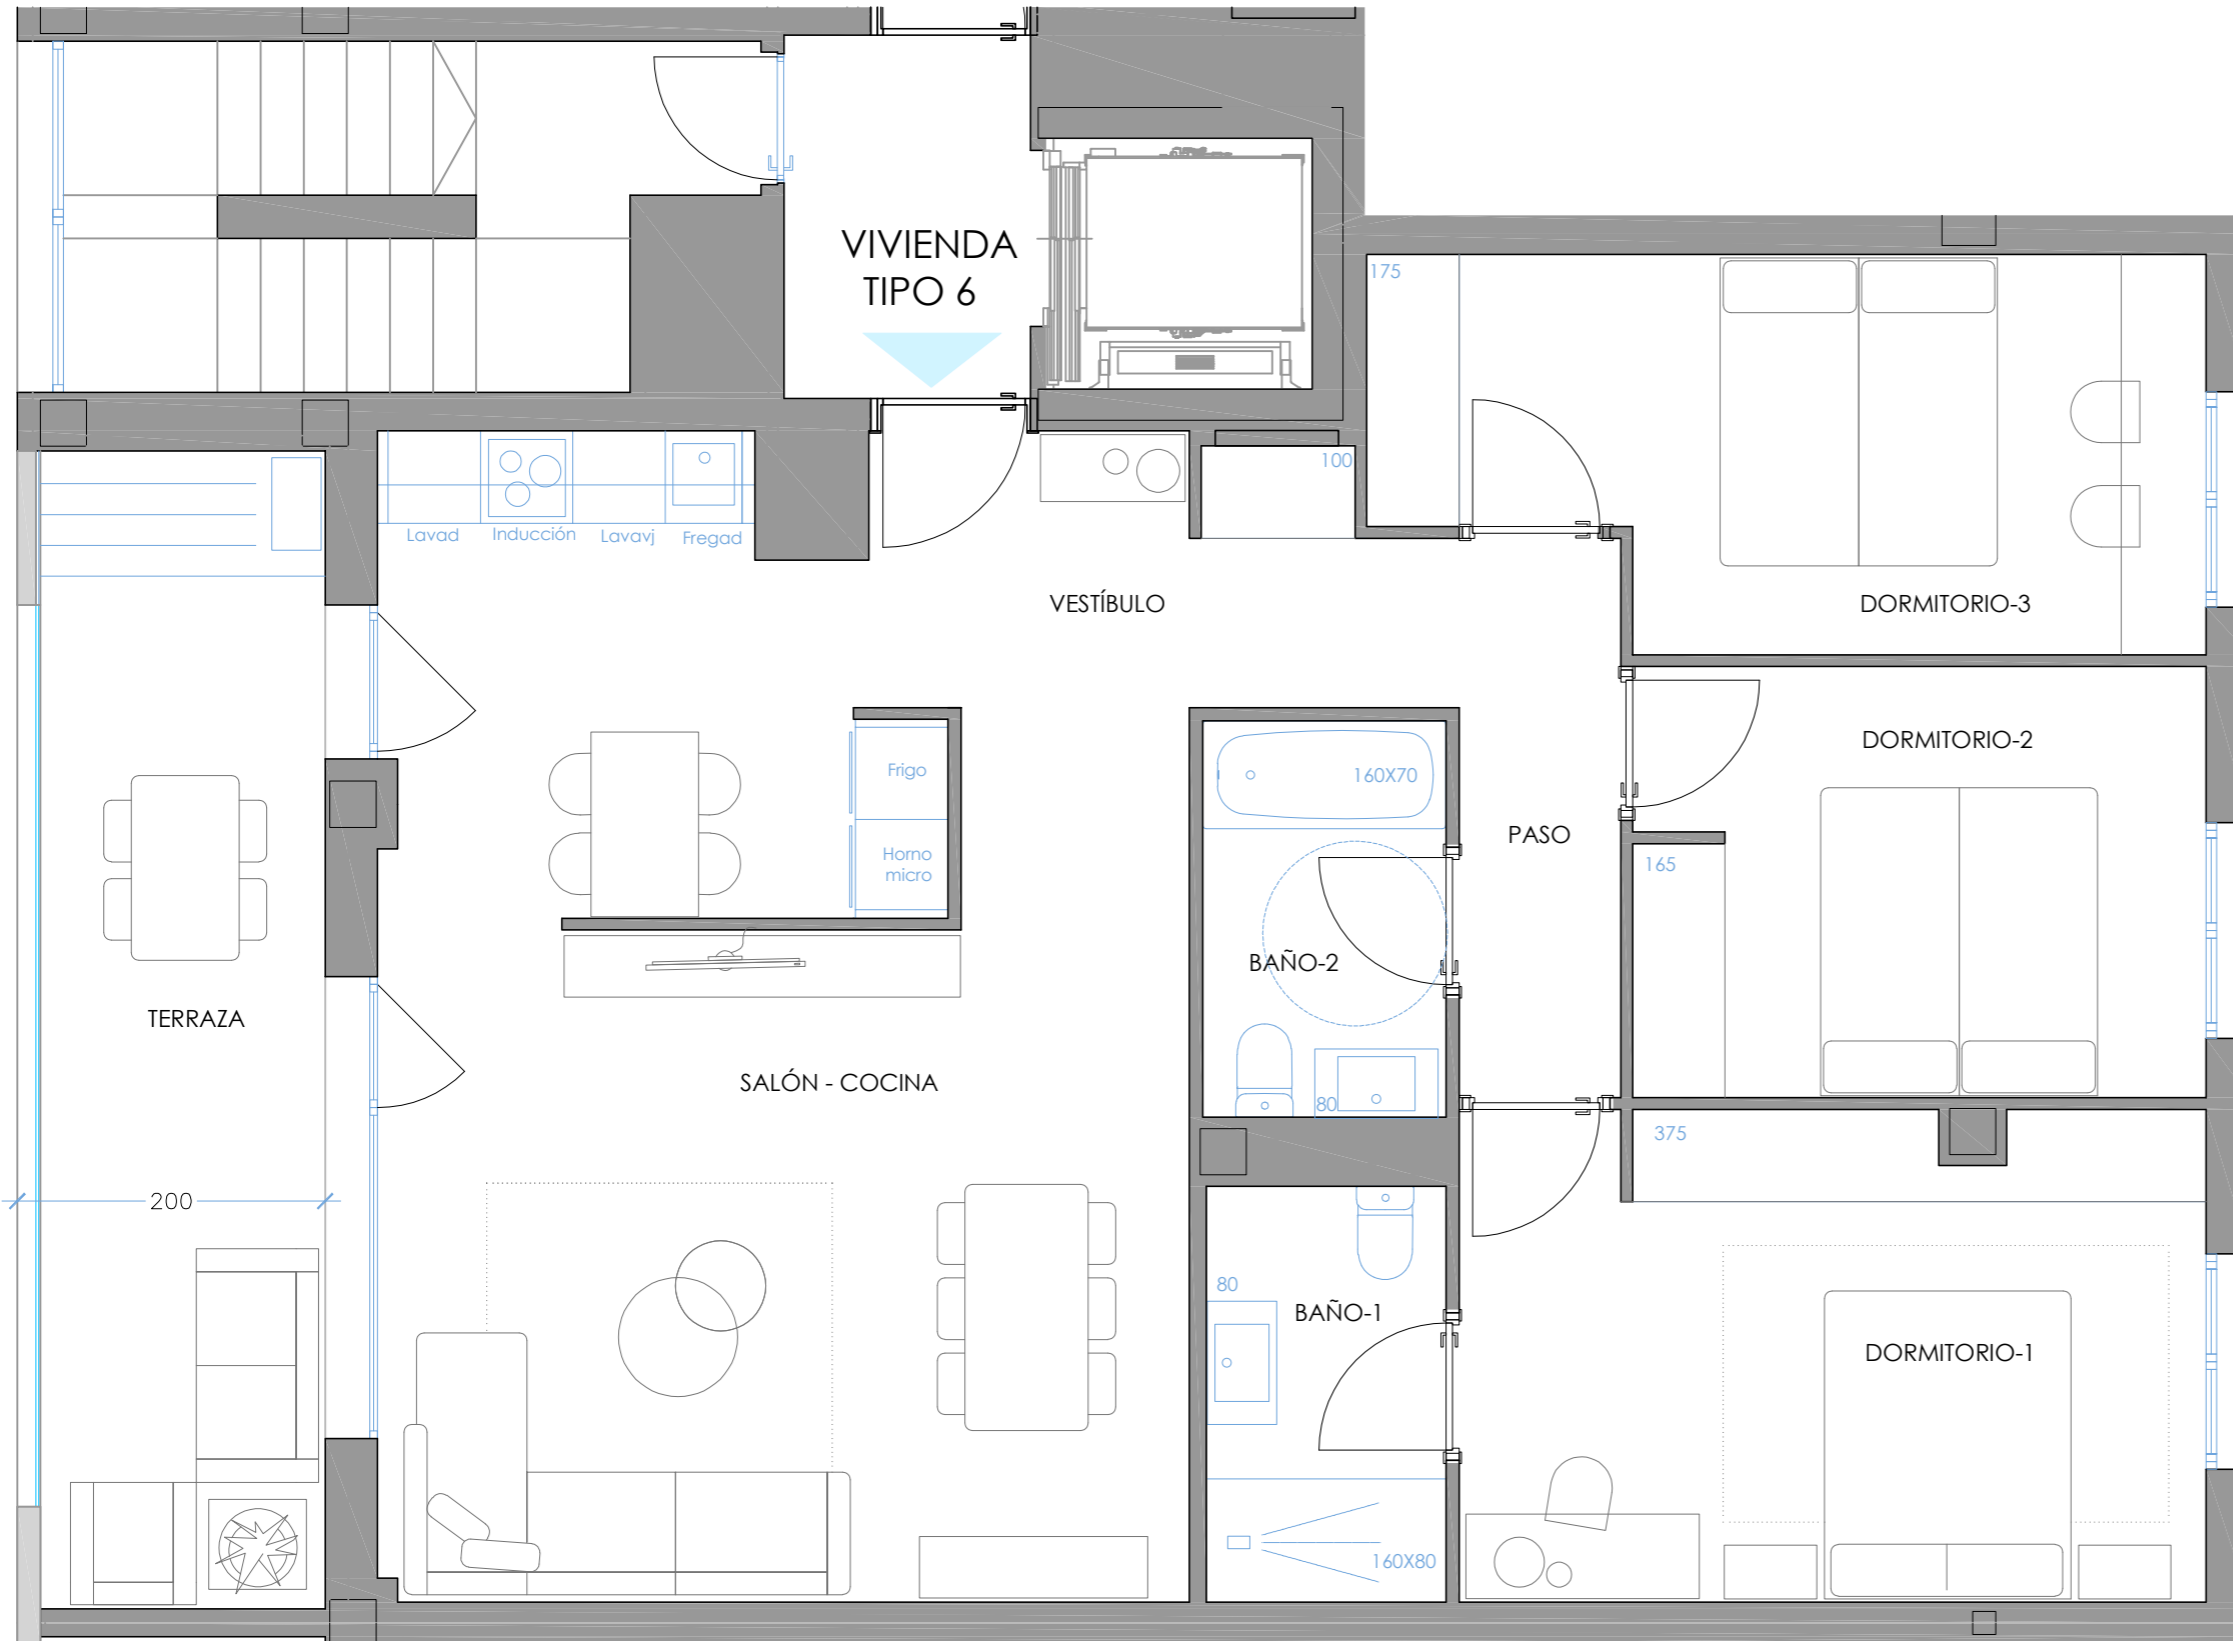 VIVIENDA
TIPO 6
175
100
Lavad
Inducción
Lavavj
Fregad
VESTÍBULO
DORMITORIO-3
DORMITORIO-2
Frigo
160X70
Horno
micro
PASO
165
BAÑO-2
TERRAZA
SALÓN - COCINA
80
375
200
80
BAÑO-1
DORMITORIO-1
160X80